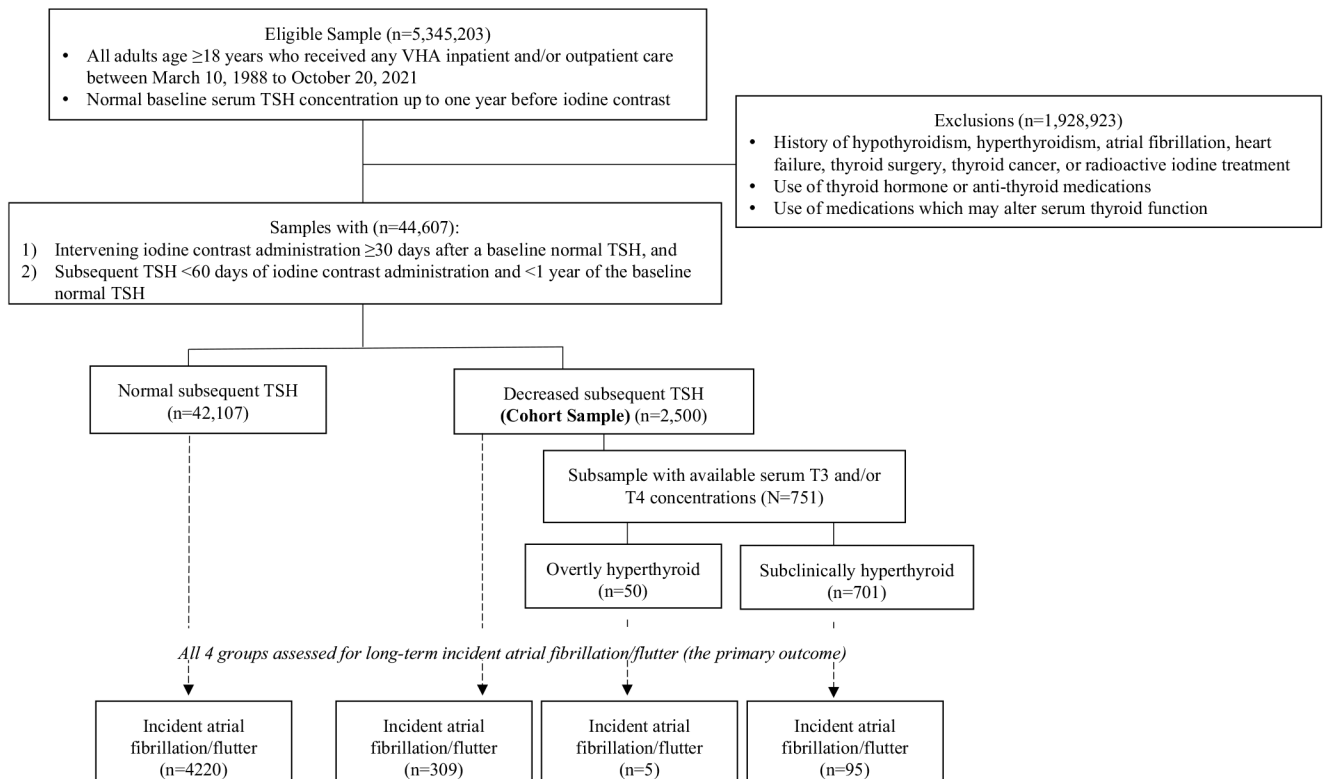 Eligible Sample (n=5,345,203)
• All adults age ≥18 years who received any VHA inpatient and/or outpatient care
between March 10, 1988 to October 20, 2021
• Normal baseline serum TSH concentration up to one year before iodine contrast
Exclusions (n=1,928,923)
• History of hypothyroidism, hyperthyroidism, atrial fibrillation, heart
failure, thyroid surgery, thyroid cancer, or radioactive iodine treatment
• Use of thyroid hormone or anti-thyroid medications
• Use of medications which may alter serum thyroid function
Samples with (n=44,607):
1) Intervening iodine contrast administration ≥30 days after a baseline normal TSH, and
2) Subsequent TSH <60 days of iodine contrast administration and <1 year of the baseline
normal TSH
Normal subsequent TSH
(n=42,107)
Decreased subsequent TSH
(Cohort Sample) (n=2,500)
Subsample with available serum T3 and/or
T4 concentrations (N=751)
Overtly hyperthyroid
(n=50)
Subclinically hyperthyroid
(n=701)
All 4 groups assessed for long-term incident atrial fibrillation/flutter (the primary outcome)
Incident atrial
fibrillation/flutter
(n=4220)
Incident atrial
fibrillation/flutter
(n=309)
Incident atrial
fibrillation/flutter
(n=5)
Incident atrial
fibrillation/flutter
(n=95)